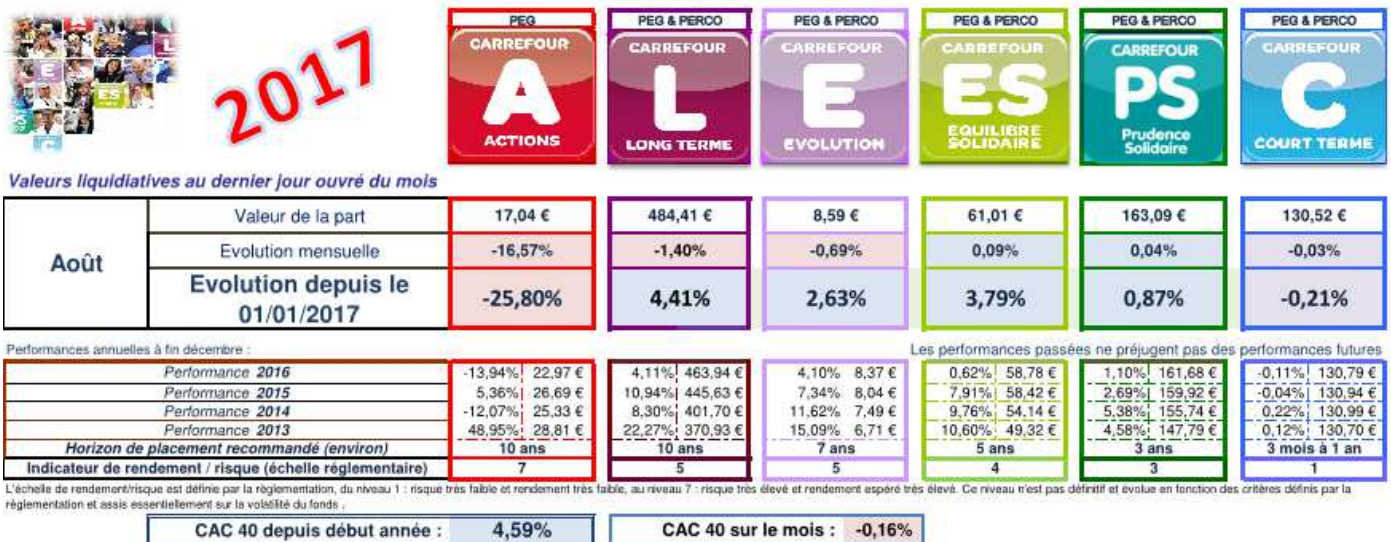 2017
PEG
CARREFOUR
A
ACTIONS
PEG & PERCO
CARREFOUR
L
LONG TERME
PEG & PERCO
CARREFOUR
E
EVOLUTION
PEG & PERCO
CARREFOUR
ES
EQUILIBRE
SOLIDAIRE
PEG & PERCO
CARREFOUR
PS
Prudence
Solidaire
PEG & PERCO
CARREFOUR
C
COURT TERME
Valeurs liquidiatives au dernier jour ouvré du mois
Août
Valeur de la part 17,04 € 484,41 € 8,59 € 61,01 € 163,09 € 130,52 €
Evolution mensuelle -16,57% -1,40% -0,69% 0,09% 0,04% -0,03%
Evolution depuis le
01/01/2017 -25,80% 4,41% 2,63% 3,79% 0,87% -0,21%
Performances annuelles à fin décembre : Les performances passées ne préjugent pas des performances futures
Performance 2016 -13,94% 22,97 € 4,11% 463,94 € 4,10% 8,37 € 0,62% 58,78 € 1,10% 161,68 € -0,11% 130,79 €
Performance 2015 5,36% 26,69 € 10,94% 445,63 € 7,34% 8,04 € 7,91% 58,42 € 2,69% 159,92 € -0,04% 130,94 €
Performance 2014 -12,07% 25,33 € 8,30% 401,70 € 11,62% 7,49 € 9,76% 54,14 € 5,38% 155,74 € 0,22% 130,99 €
Performance 2013 48,95% 28,81 € 22,27% 370,93 € 15,09% 6,71 € 10,60% 49,32 € 4,58% 147,79 € 0,12% 130,70 €
Horizon de placement recommandé (environ) 10 ans 10 ans 7 ans 5 ans 3 ans 3 mois à 1 an
Indicateur de rendement / risque (échelle réglementaire) 7 5 5 4 3 1
L'échelle de rendement/risque est définie par la règlementation, du niveau 1 : risque très faible et rendement très faible, au niveau 7 : risque très élevé et rendement espéré très élevé. Ce niveau n'est pas définitif et évolue en fonction des critères définis par la
règlementation et assis essentiellement sur la volatilité du fonds .
CAC 40 depuis début année : 4,59% CAC 40 sur le mois : -0,16%